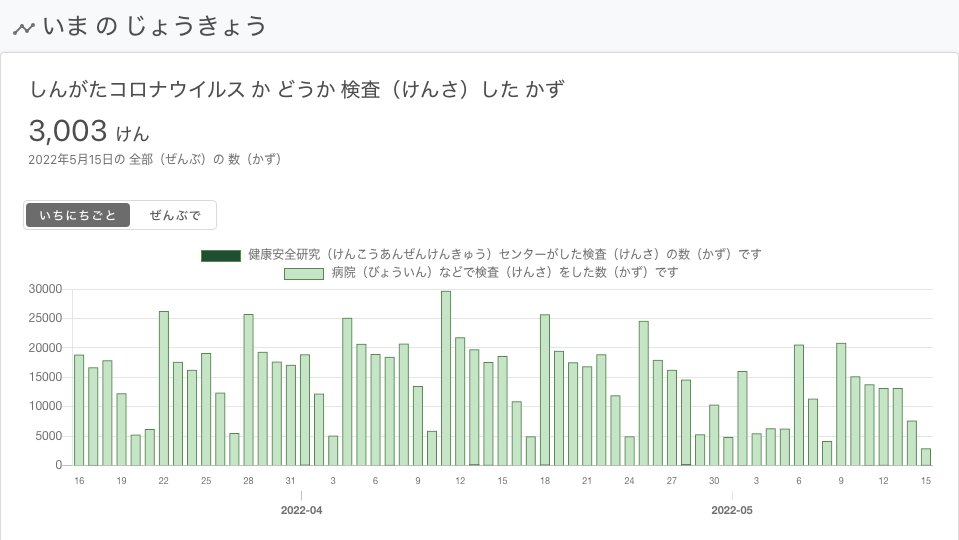 いま の じょうきょう
しんがたコロナウイルス か どうか 検査（けんさ）した かず
3,003 けん
2022年5月15日の 全部（ぜんぶ）の 数（かず）
いちにちごと ぜんぶで
健康安全研究（けんこうあんぜんけんきゅう）センターがした検査（けんさ）の数（かず）です
病院（びょういん）などで検査（けんさ）をした数（かず）です
30000
25000
20000
15000
10000
5000
0
16 19 22 25 28 31 3 6 9 12 15 18 21 24 27 30 3 6 9 12 15
2022-04 2022-05